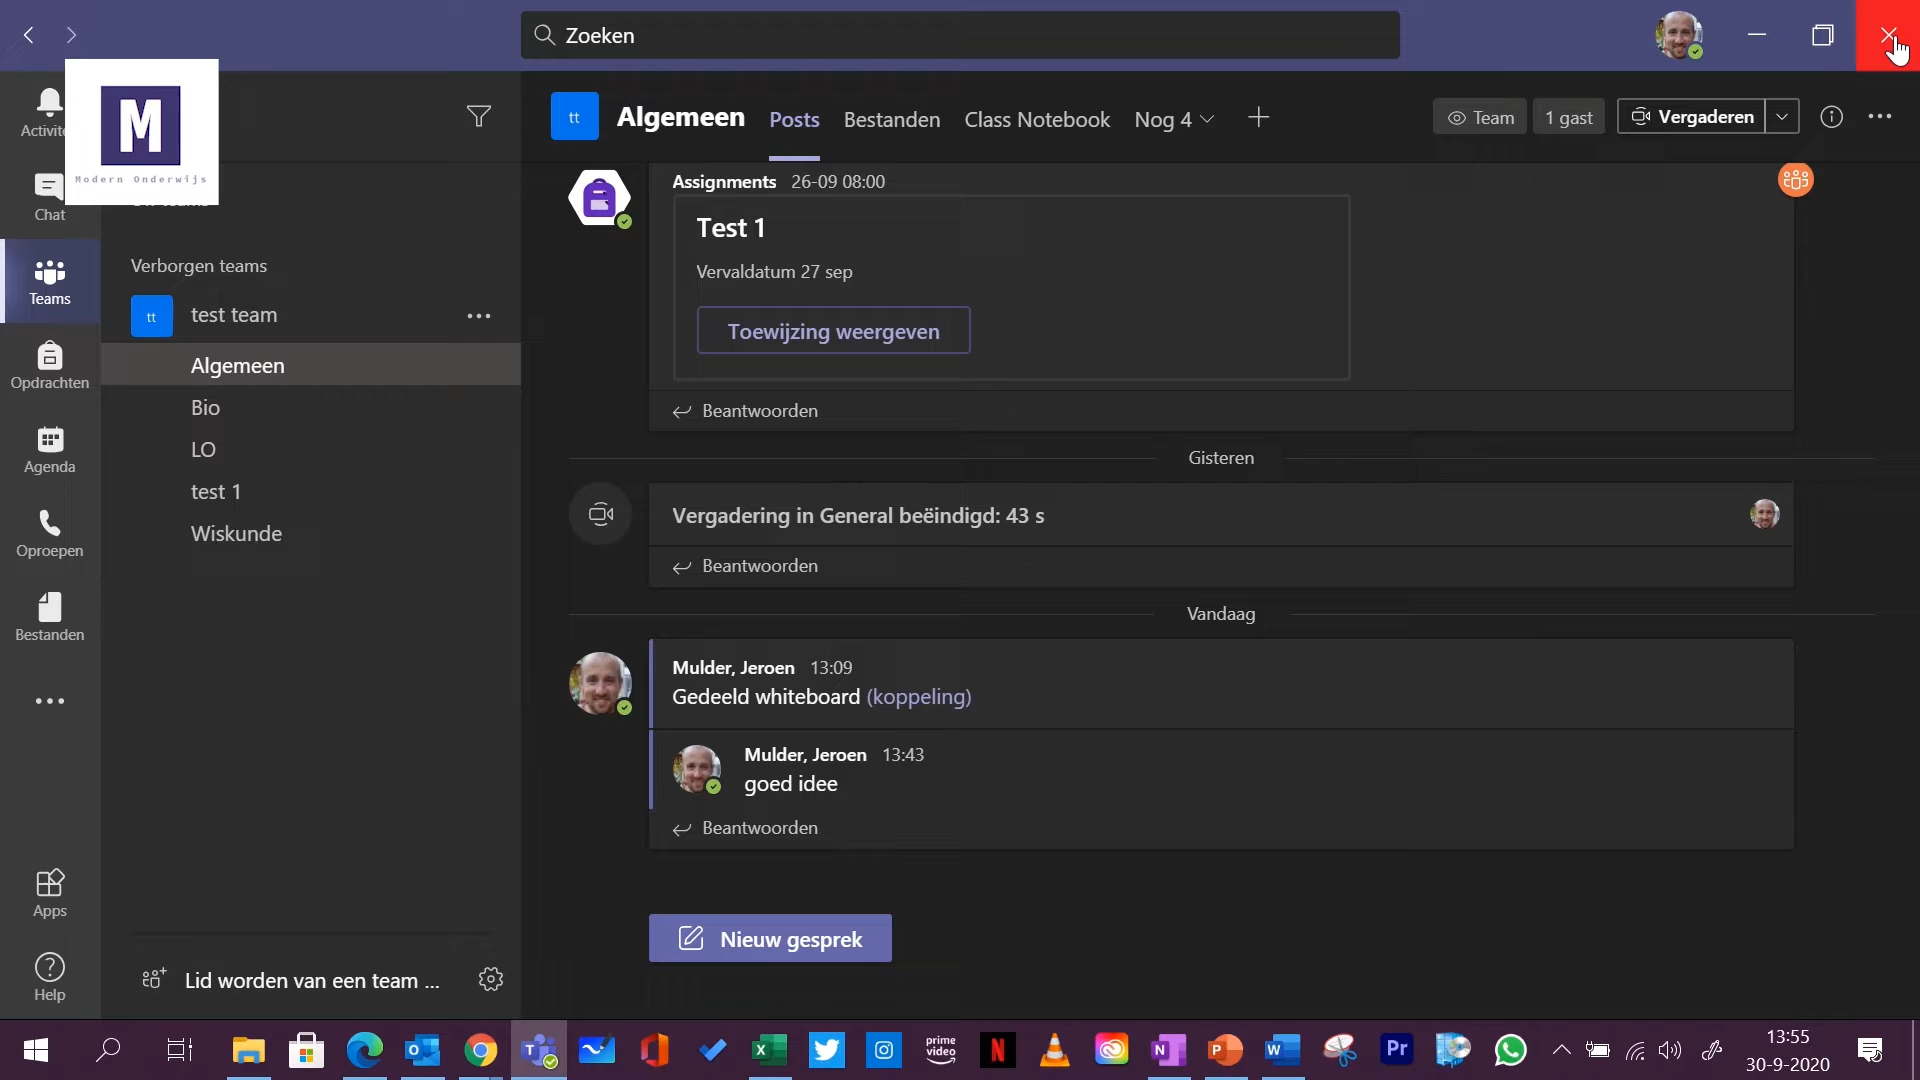 Zoeken
M
Modern Onderwijs
Activite
Chat
Teams
Opdrachten
Agenda
Oproepen
Bestanden
Apps
Help
Verborgen teams
tt
test team
Algemeen
Bio
LO
test 1
Wiskunde
Lid worden van een team ...
tt
Algemeen
Posts
Bestanden
Class Notebook
Nog 4
Team
1 gast
Vergaderen
Assignments 26-09 08:00
Test 1
Vervaldatum 27 sep
Toewijzing weergeven
Beantwoorden
Gisteren
Vergadering in General beëindigd: 43 s
Beantwoorden
Vandaag
Mulder, Jeroen 13:09
Gedeeld whiteboard (koppeling)
Mulder, Jeroen 13:43
goed idee
Beantwoorden
Nieuw gesprek
prime
video
N
N
P
W
Pr
13:55
30-9-2020